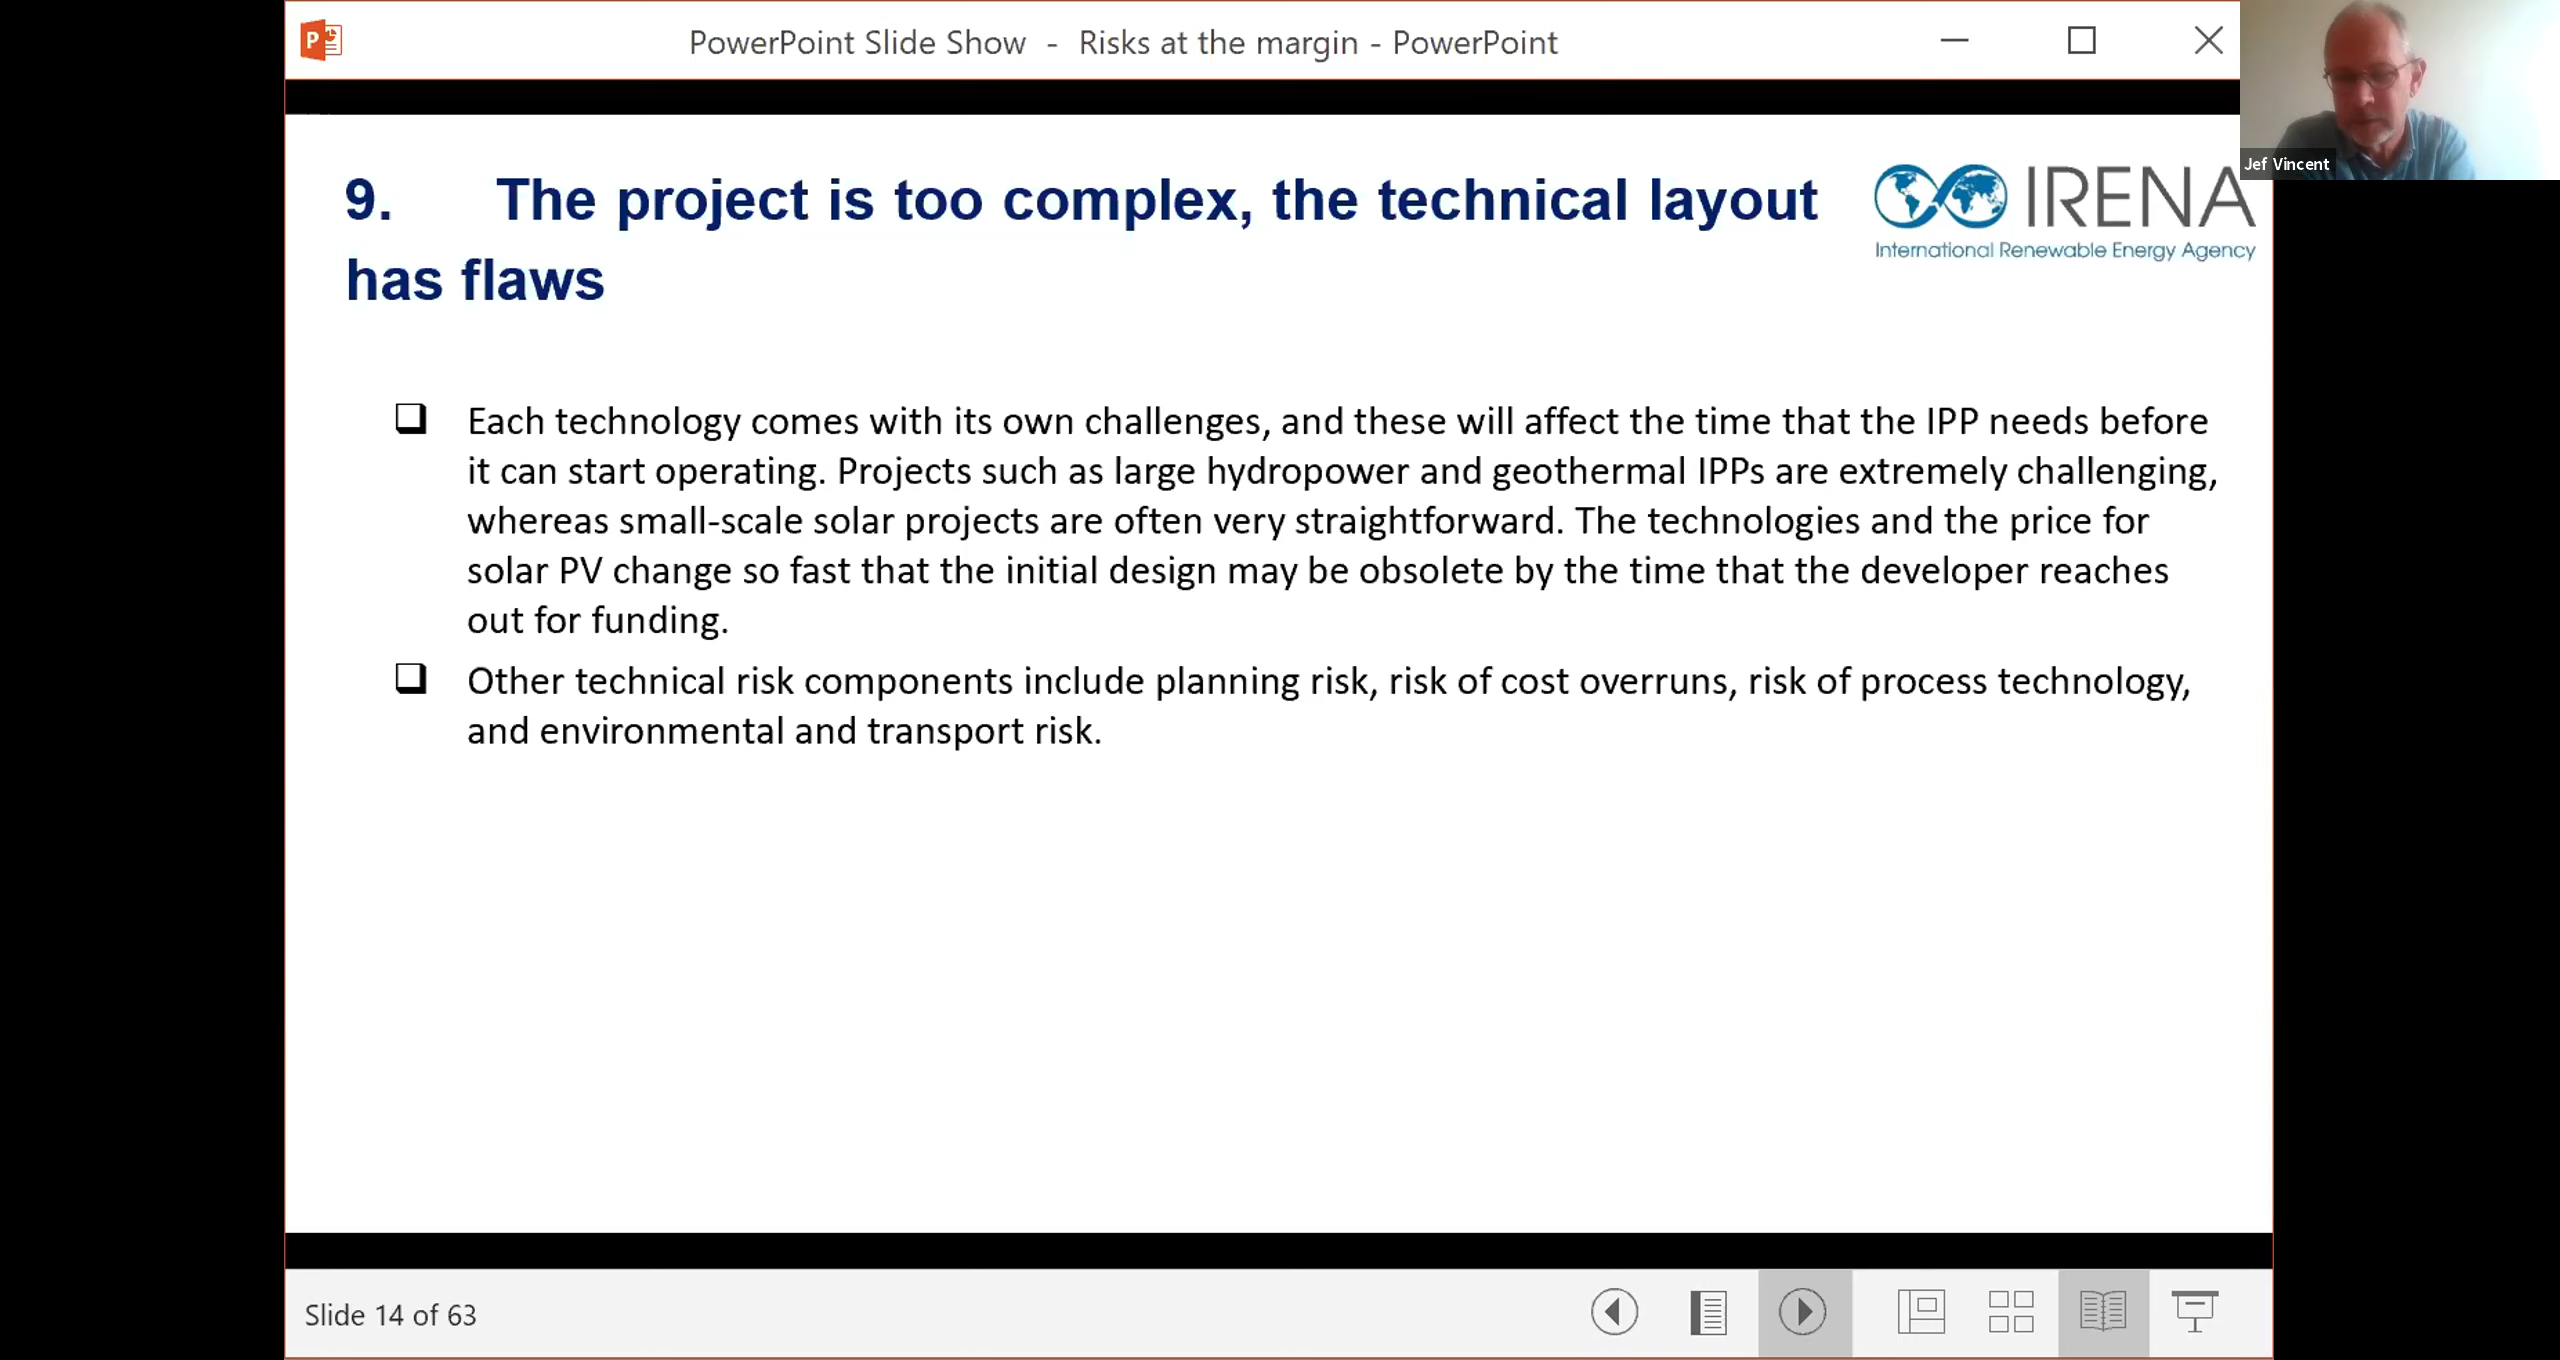 PowerPoint Slide Show - Risks at the margin - PowerPoint
Jef Vincent
9. The project is too complex, the technical layout
has flaws
IRENA
International Renewable Energy Agency
Each technology comes with its own challenges, and these will affect the time that the IPP needs before
it can start operating. Projects such as large hydropower and geothermal IPPs are extremely challenging,
whereas small-scale solar projects are often very straightforward. The technologies and the price for
solar PV change so fast that the initial design may be obsolete by the time that the developer reaches
out for funding.
Other technical risk components include planning risk, risk of cost overruns, risk of process technology,
and environmental and transport risk.
Slide 14 of 63